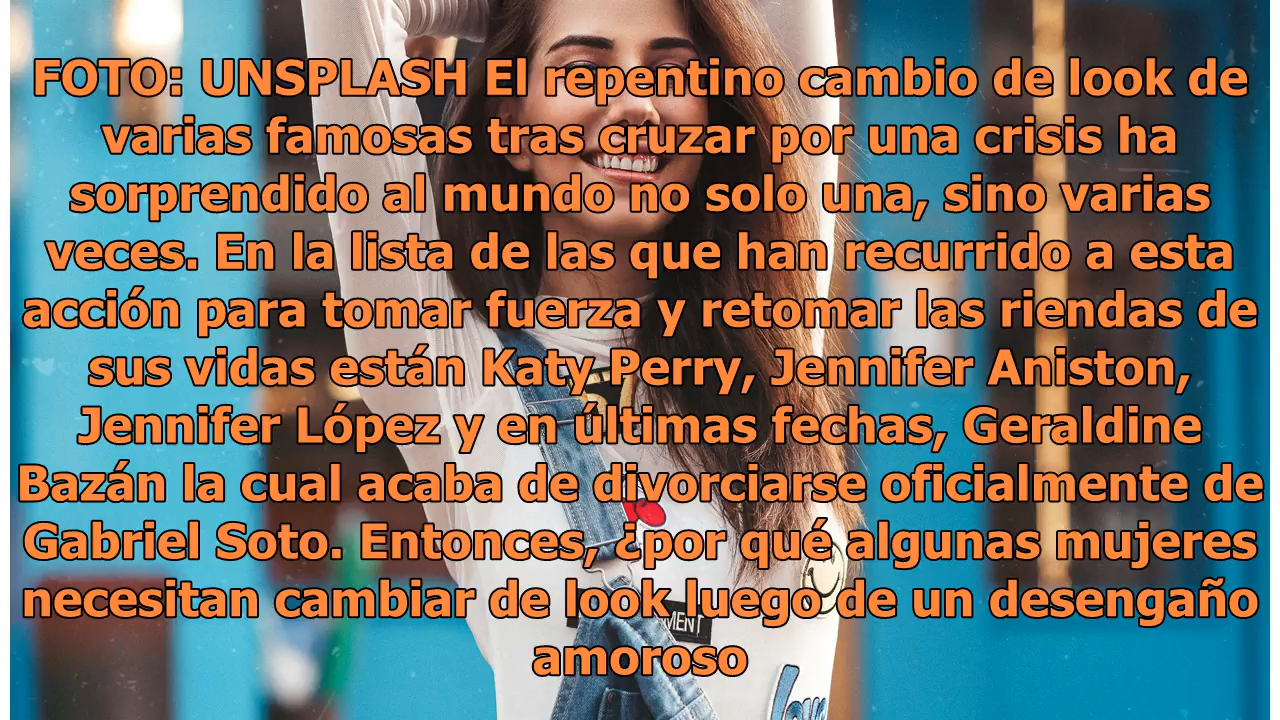 FOTO: UNSPLASH El repentino cambio de look de
varias famosas tras cruzar por una crisis ha
sorprendido al mundo no solo una, sino varias
veces. En la lista de las que han recurrido a esta
acción para tomar fuerza y retomar las riendas de
sus vidas están Katy Perry, Jennifer Aniston,
Jennifer López y en últimas fechas, Geraldine
Bazán la cual acaba de divorciarse oficialmente de
Gabriel Soto. Entonces, ¿por qué algunas mujeres
necesitan cambiar de look luego de un desengaño
amoroso